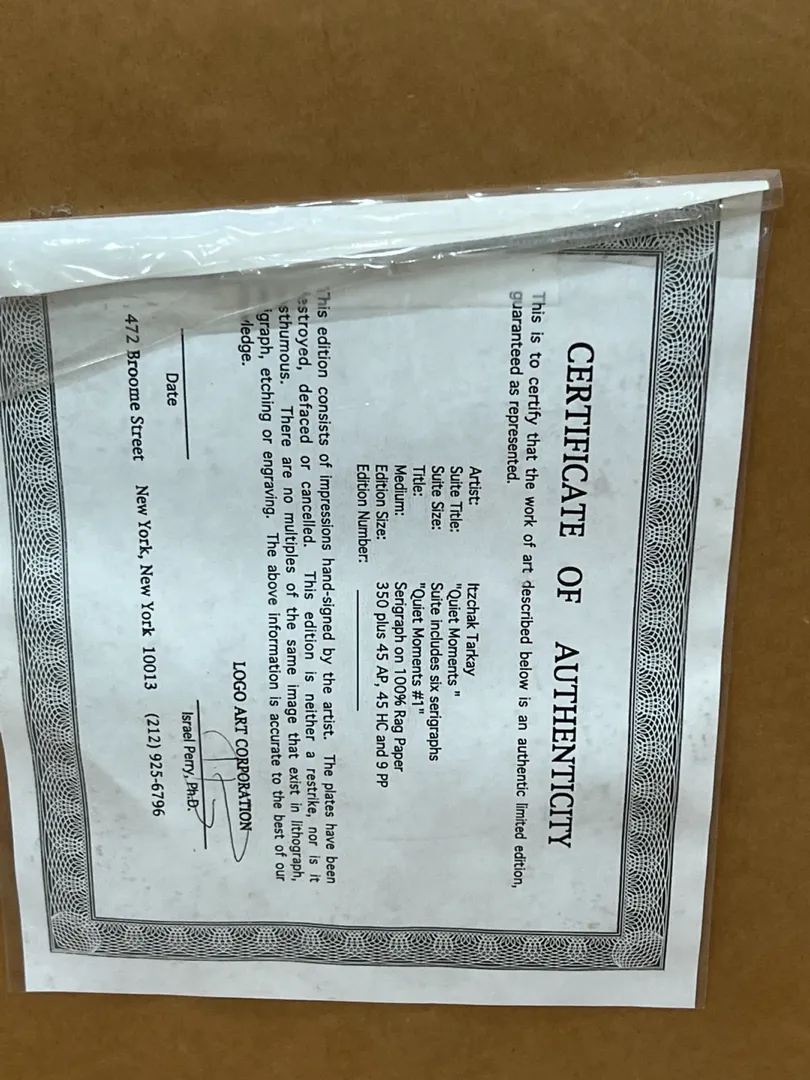 CERTIFICATE OF AUTHENTICITY
This is to certify that the work of art described below is an authentic limited edition,
guaranteed as represented.
Artist: Itzchak Tarkay
Suite Title: "Quiet Moments "
Suite Size: Suite includes six serigraphs
Title: "Quiet Moments #1"
Medium: Serigraph on 100% Rag Paper
Edition Size: 350 plus 45 AP, 45 HC and 9 PP
Edition Number:
This edition consists of impressions hand-signed by the artist. The plates have been
estroyed, defaced or cancelled. This edition is neither a restrike, nor is it
sthumous. There are no multiples of the same image that exist in lithograph,
igraph, etching or engraving. The above information is accurate to the best of our
ledge.
LOGO ART CORPORATION
Date
Israel Perry, Ph.D.
472 Broome Street New York, New York 10013 (212) 925-6796